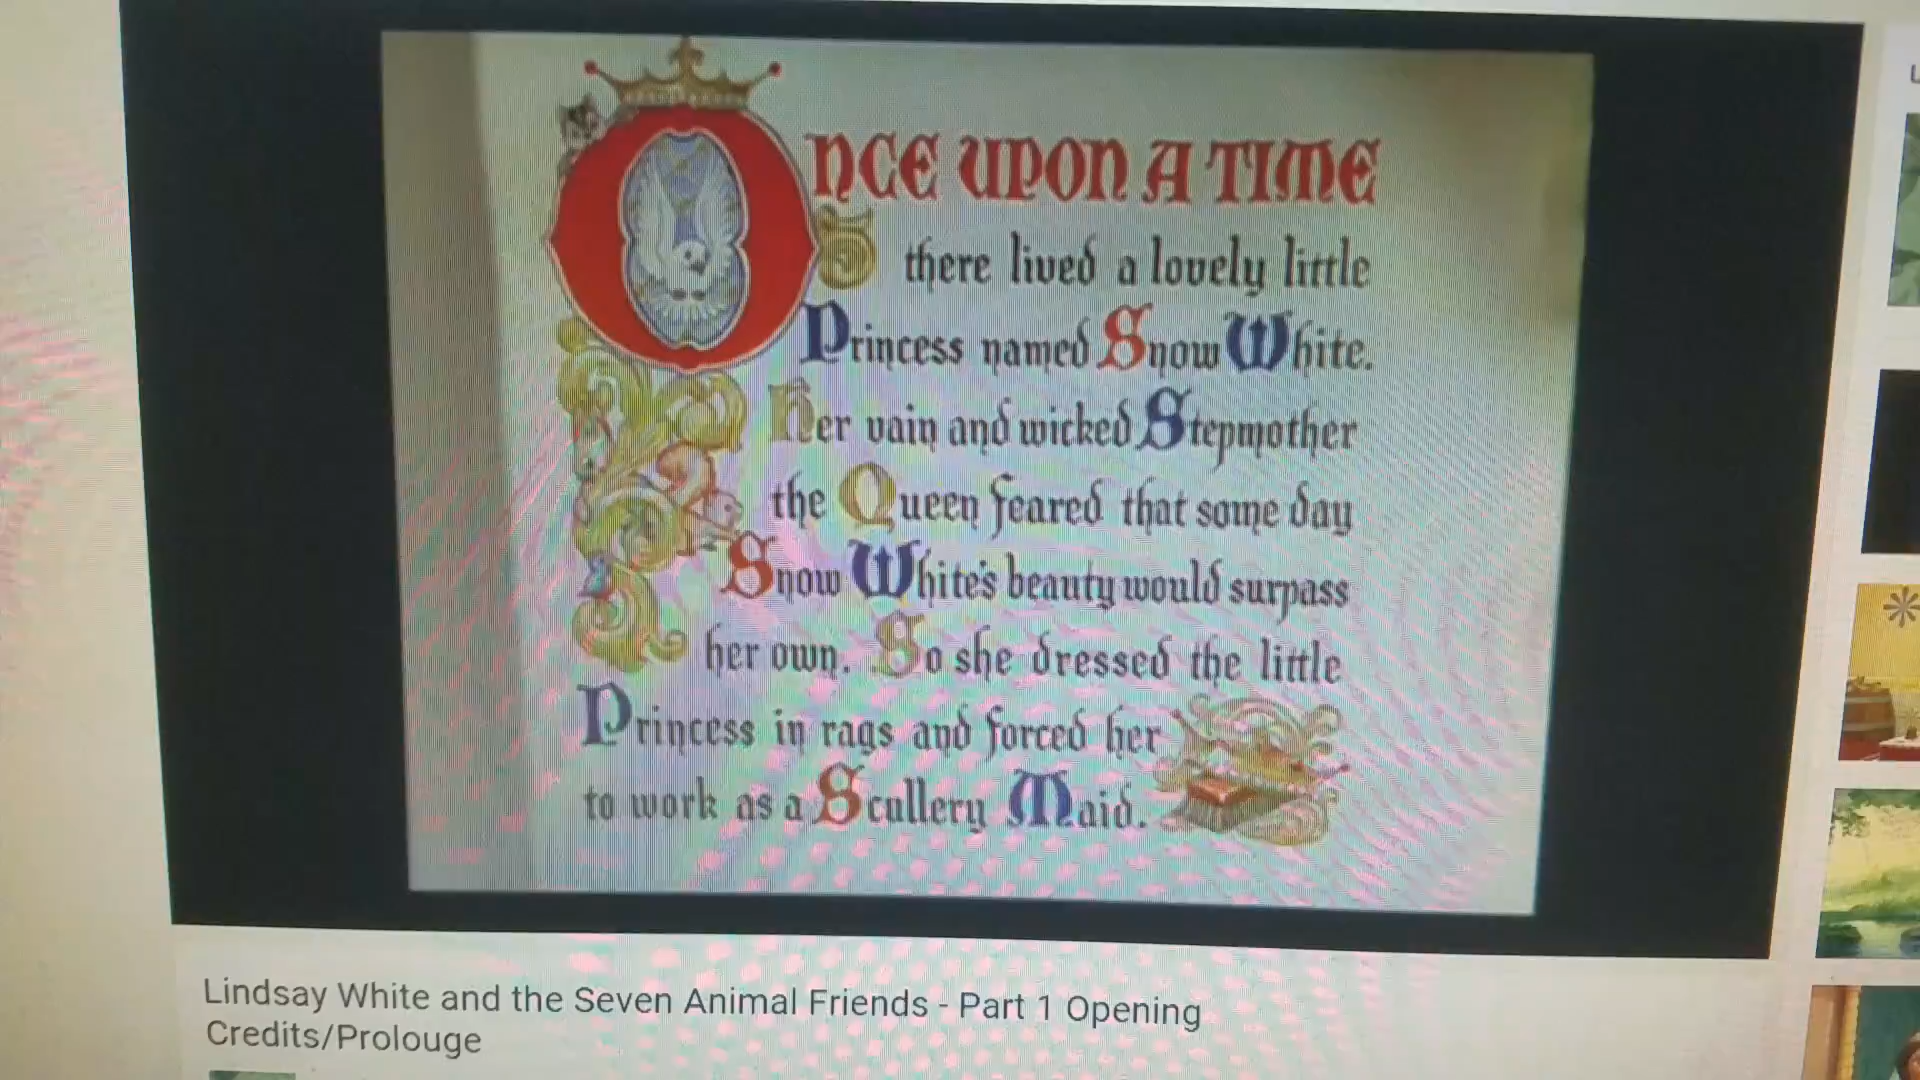 ONCE UPON A TIME
there lived a lovely little
Princess named Snow White.
Her vain and wicked Stepmother
the Queen feared that some day
Snow White's beauty would surpass
her own. So she dressed the little
Princess in rags and forced her
to work as a Scullery Maid.
Lindsay White and the Seven Animal Friends - Part 1 Opening
Credits/Prolouge